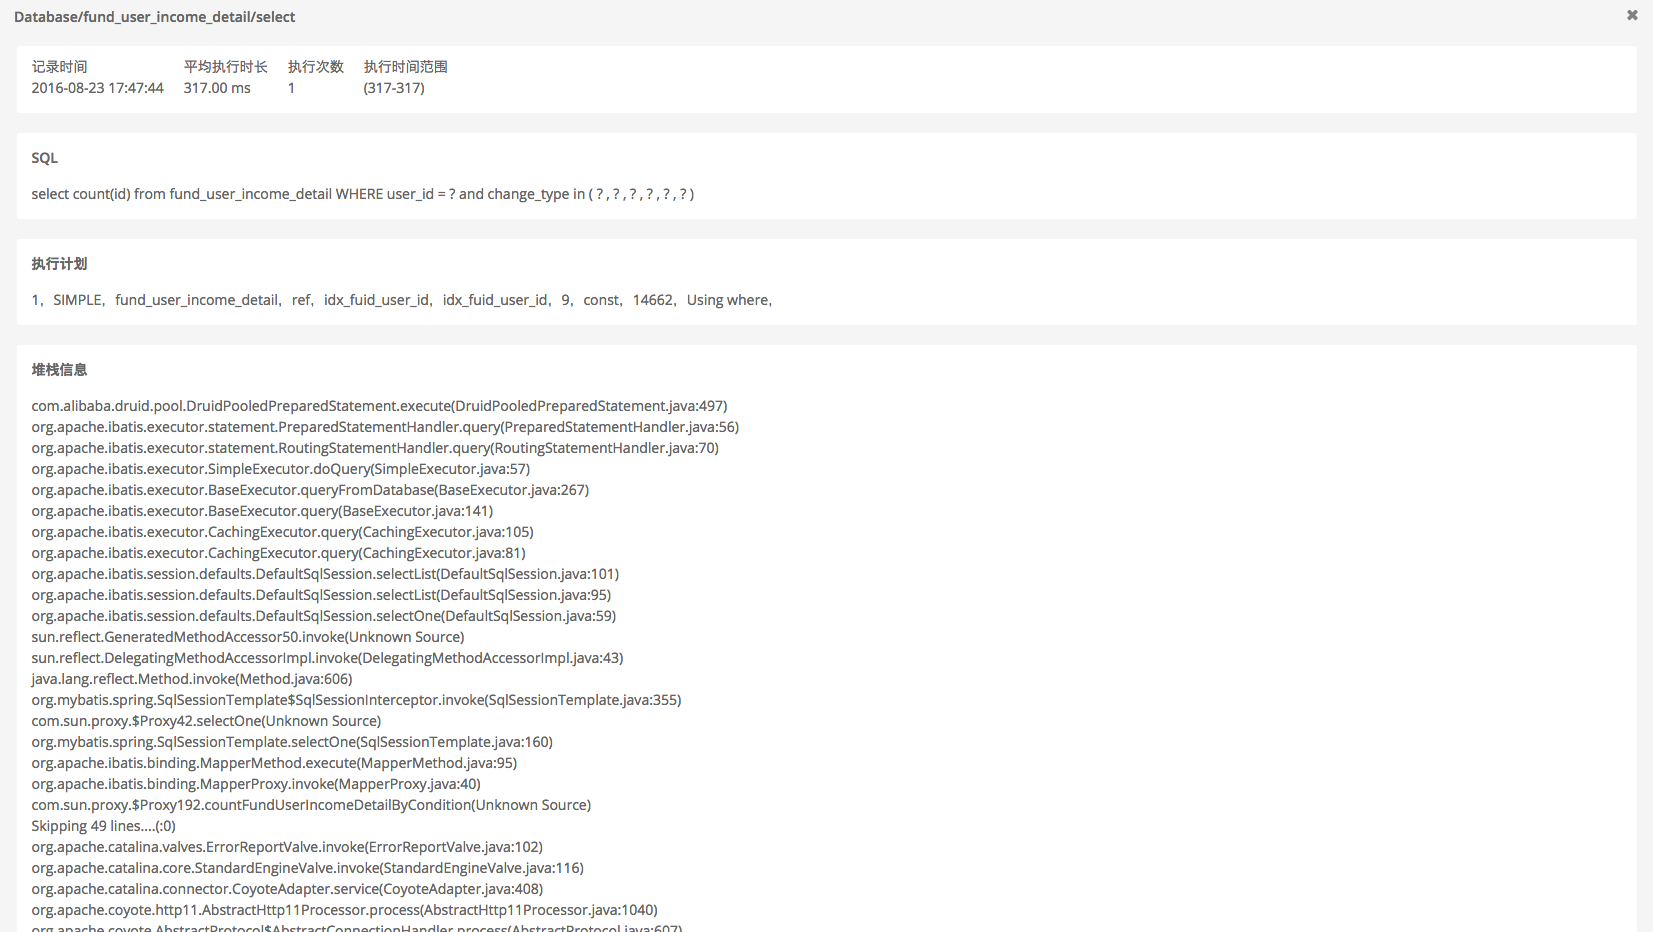 Database/fund_user_income_detail/select
✖
记录时间 平均执行时长 执行次数 执行时间范围
2016-08-23 17:47:44 317.00 ms 1 (317-317)
SQL
select count(id) from fund_user_income_detail WHERE user_id = ? and change_type in ( ? , ? , ? , ? , ? , ? )
执行计划
1，SIMPLE，fund_user_income_detail，ref，idx_fuid_user_id，idx_fuid_user_id，9，const，14662，Using where，
堆栈信息
com.alibaba.druid.pool.DruidPooledPreparedStatement.execute(DruidPooledPreparedStatement.java:497)
org.apache.ibatis.executor.statement.PreparedStatementHandler.query(PreparedStatementHandler.java:56)
org.apache.ibatis.executor.statement.RoutingStatementHandler.query(RoutingStatementHandler.java:70)
org.apache.ibatis.executor.SimpleExecutor.doQuery(SimpleExecutor.java:57)
org.apache.ibatis.executor.BaseExecutor.queryFromDatabase(BaseExecutor.java:267)
org.apache.ibatis.executor.BaseExecutor.query(BaseExecutor.java:141)
org.apache.ibatis.executor.CachingExecutor.query(CachingExecutor.java:105)
org.apache.ibatis.executor.CachingExecutor.query(CachingExecutor.java:81)
org.apache.ibatis.session.defaults.DefaultSqlSession.selectList(DefaultSqlSession.java:101)
org.apache.ibatis.session.defaults.DefaultSqlSession.selectList(DefaultSqlSession.java:95)
org.apache.ibatis.session.defaults.DefaultSqlSession.selectOne(DefaultSqlSession.java:59)
sun.reflect.GeneratedMethodAccessor50.invoke(Unknown Source)
sun.reflect.DelegatingMethodAccessorImpl.invoke(DelegatingMethodAccessorImpl.java:43)
java.lang.reflect.Method.invoke(Method.java:606)
org.mybatis.spring.SqlSessionTemplate$SqlSessionInterceptor.invoke(SqlSessionTemplate.java:355)
com.sun.proxy.$Proxy42.selectOne(Unknown Source)
org.mybatis.spring.SqlSessionTemplate.selectOne(SqlSessionTemplate.java:160)
org.apache.ibatis.binding.MapperMethod.execute(MapperMethod.java:95)
org.apache.ibatis.binding.MapperProxy.invoke(MapperProxy.java:40)
com.sun.proxy.$Proxy192.countFundUserIncomeDetailByCondition(Unknown Source)
Skipping 49 lines....(:0)
org.apache.catalina.valves.ErrorReportValve.invoke(ErrorReportValve.java:102)
org.apache.catalina.core.StandardEngineValve.invoke(StandardEngineValve.java:116)
org.apache.catalina.connector.CoyoteAdapter.service(CoyoteAdapter.java:408)
org.apache.coyote.http11.AbstractHttp11Processor.process(AbstractHttp11Processor.java:1040)
org.apache.coyote.AbstractProtocol$AbstractConnectionHandler.process(AbstractProtocol.java:607)